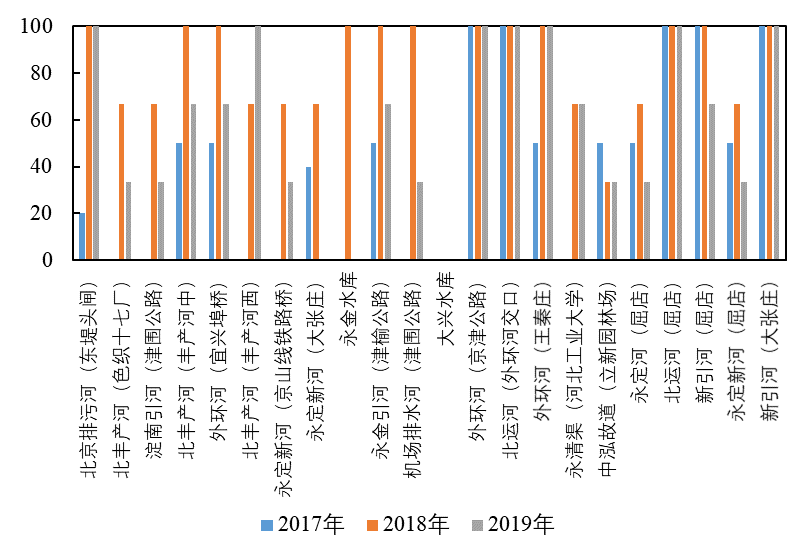 100
80
60
40
20
0
北京排污河（东堤头闸）
北丰产河（色织十七厂）
淀南引河（津围公路）
北丰产河（丰产河中）
外环河（宜兴埠桥）
北丰产河（丰产河西）
永定新河（京山线铁路桥）
永定新河（大张庄）
永金水库
永金引河（津榆公路）
机场排水河（津围公路）
大兴水库
外环河（京津公路）
北运河（外环河交口）
外环河（王秦庄）
永清渠（河北工业大学）
中泓故道（立新园林场）
永定河（屈店）
北运河（屈店）
新引河（屈店）
永定新河（屈店）
新引河（大张庄）
2017年 2018年 2019年